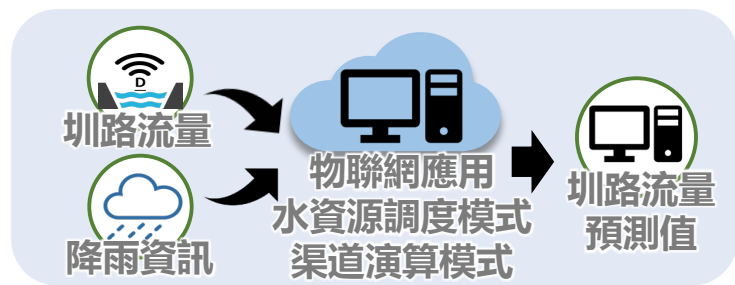 D
圳路流量
降雨資訊
物聯網應用
水資源調度模式
渠道演算模式
圳路流量
預測值